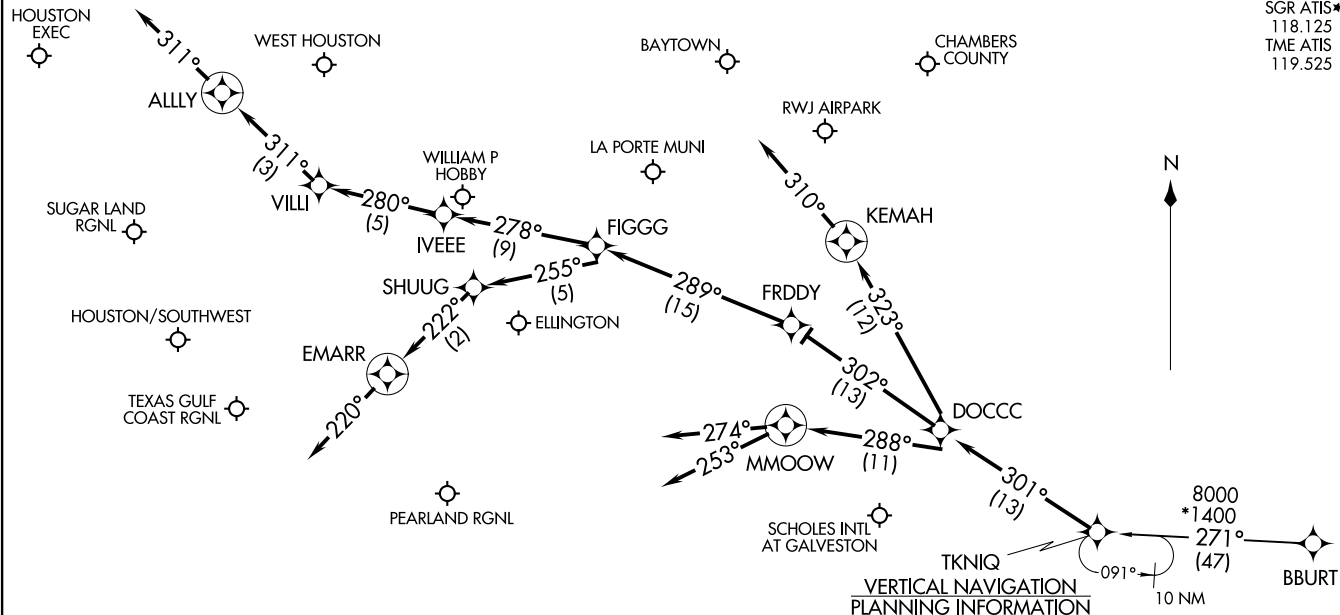 HOUSTON
EXEC
311°
WEST HOUSTON
BAYTOWN
CHAMBERS
COUNTY
SGR ATIS*
118.125
TME ATIS
119.525
ALLLY
311°
(3)
RWJ AIRPARK
WILLIAM P
HOBBY
LA PORTE MUNI
N
310°
KEMAH
SUGAR LAND
RGNL
VILLI
280°
(5)
IVEEE
278°
(9)
FIGGG
SHUUG
255°
(5)
289°
(15)
FRDDY
323°
(12)
HOUSTON/SOUTHWEST
222°
(2)
ELLINGTON
EMARR
302°
(13)
DOCCC
TEXAS GULF
COAST RGNL
220°
274°
253°
MMOOW
288°
(11)
301°
(13)
PEARLAND RGNL
SCHOLES INTL
AT GALVESTON
8000
*1400
271°
(47)
BBURT
TKNIQ
091°
10 NM
VERTICAL NAVIGATION
PLANNING INFORMATION